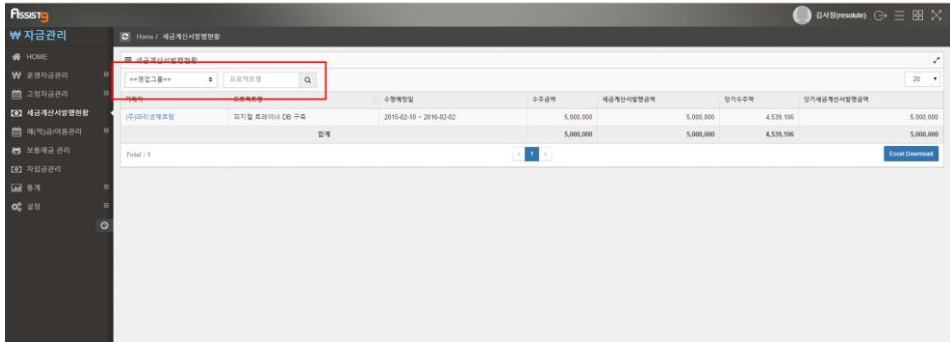 Assist9
김사장(resolute)
₩ 자금관리
Home / 세금계산서발행현황
HOME
세금계산서발행현황
운영자금관리
==영업그룹==
프로젝트명
20
고정자금관리
거래처
프로젝트명
수행예정일
수주금액
세금계산서발행금액
당기수주액
당기세금계산서발행금액
세금계산서발행현황
(주)파리생제르망
피지컬 트레이너 DB 구축
2015-02-10 ~ 2016-02-02
5,000,000
5,000,000
4,539,106
5,000,000
예(적)금/어음관리
합계
5,000,000
5,000,000
4,539,106
5,000,000
보통예금 관리
Total : 1
1
Excel Download
차입금관리
통계
설정